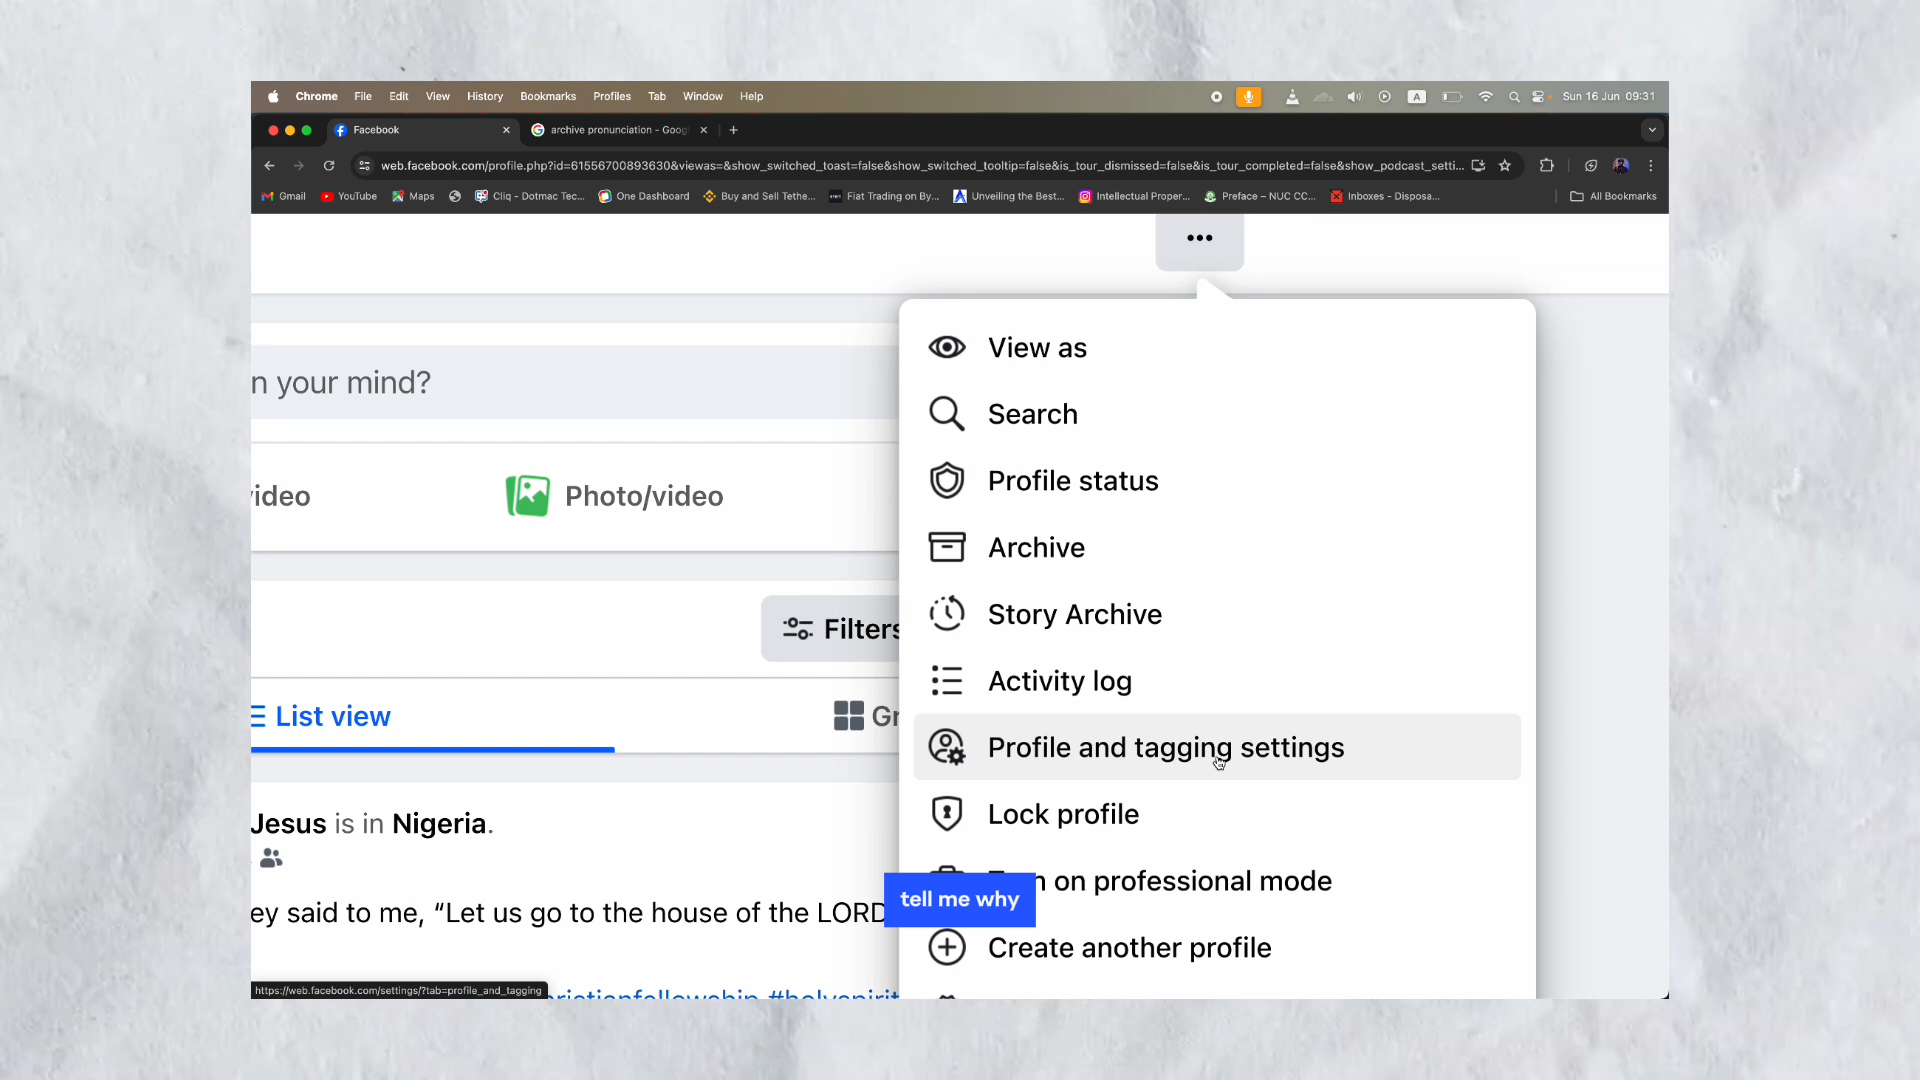 Chrome File Edit View History Bookmarks Profiles Tab Window Help A Sun 16 Jun 09:31
Facebook archive pronunciation - Goog
web.facebook.com/profile.php?id=61556700893630&viewas=&show_switched_toast=false&show_switched_tooltip=false&is_tour_dismissed=false&is_tour_completed=false&show_podcast_setti...
Gmail YouTube Maps Cliq - Dotmac Tec... One Dashboard Buy and Sell Tethe... Fiat Trading on By... Unveiling the Best... Intellectual Proper... Preface – NUC CC... Inboxes - Disposa... All Bookmarks
n your mind?
ideo Photo/video
Filters
List view Gr
Jesus is in Nigeria.
ey said to me, “Let us go to the house of the LORD
#holyspirit
View as
Search
Profile status
Archive
Story Archive
Activity log
Profile and tagging settings
Lock profile
n on professional mode
tell me why
Create another profile
https://web.facebook.com/settings/?tab=profile_and_tagging